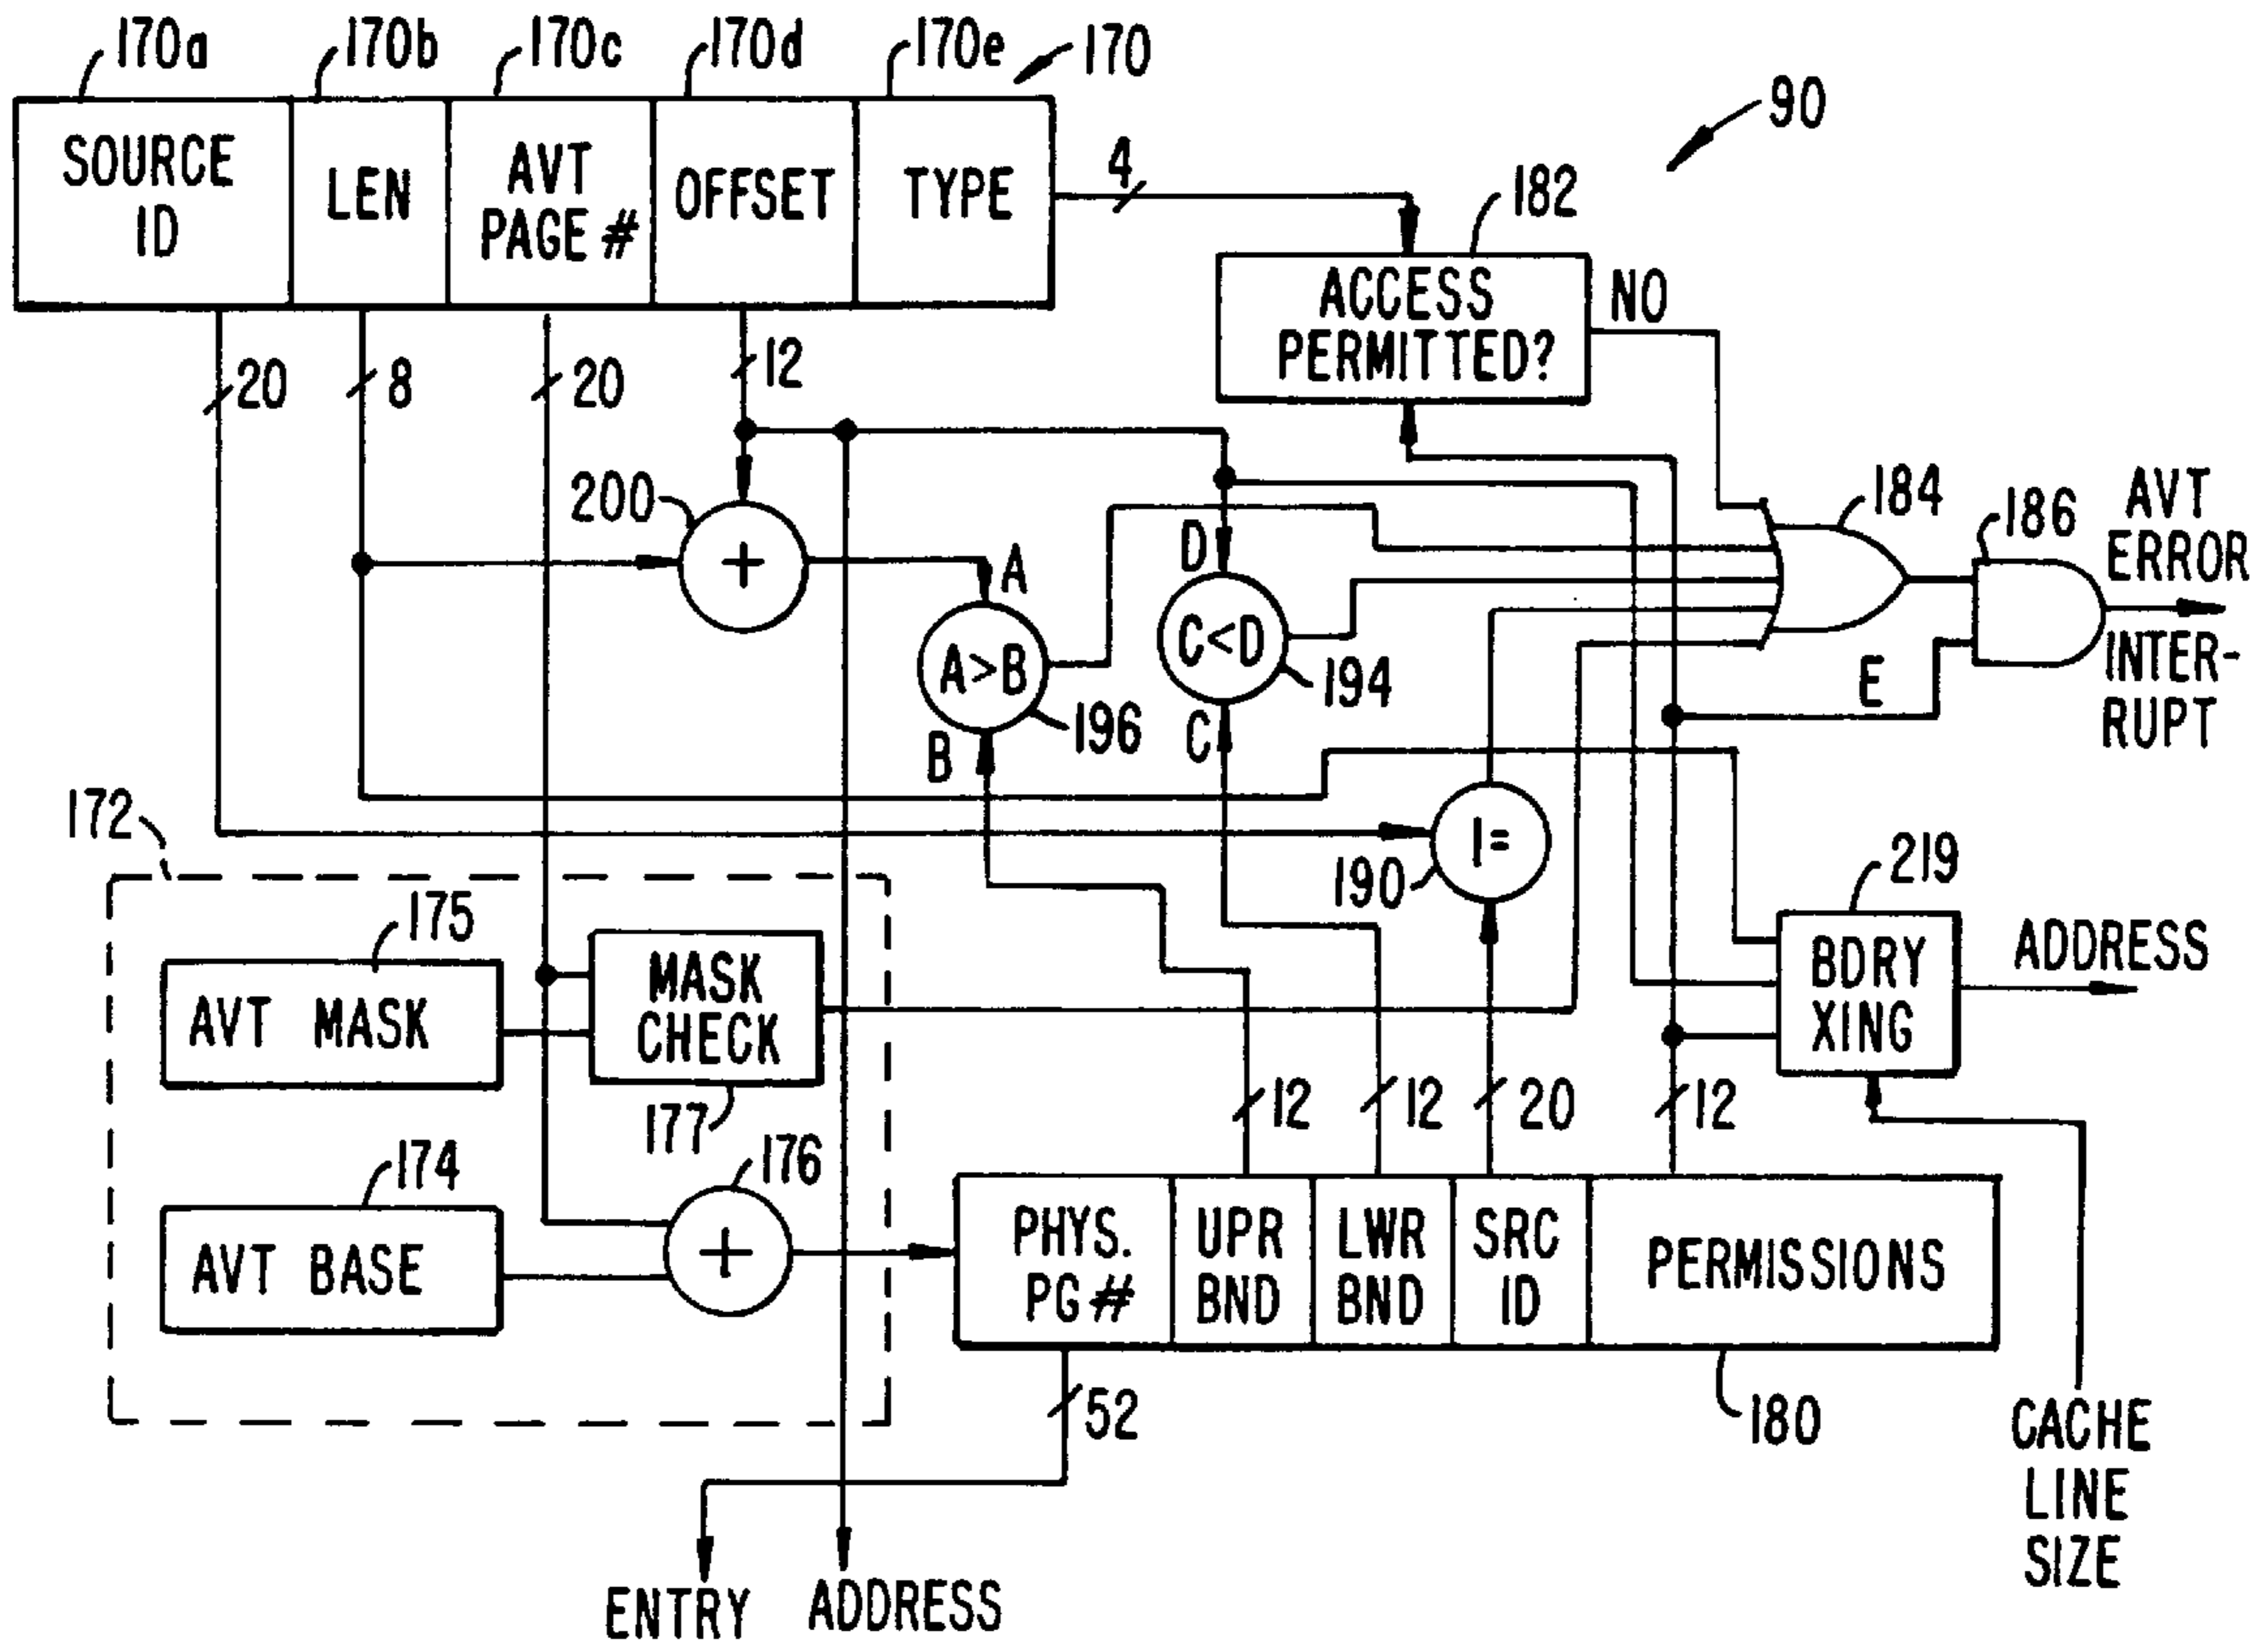 170a
170b
170c
170d
170e
170
90
SOURCE
ID
LEN
AVT
PAGE #
OFFSET
TYPE
4
182
ACCESS
PERMITTED?
NO
20
8
20
12
200
+
A
A>B
196
B
D
C<D
194
C
184
186
AVT
ERROR
INTER-
RUPT
E
172
!=
190
219
BDRY
XING
ADDRESS
175
AVT MASK
MASK
CHECK
177
174
AVT BASE
176
+
12
12
20
12
PHYS.
PG #
UPR
BND
LWR
BND
SRC
ID
PERMISSIONS
52
180
CACHE
LINE
SIZE
ENTRY
ADDRESS